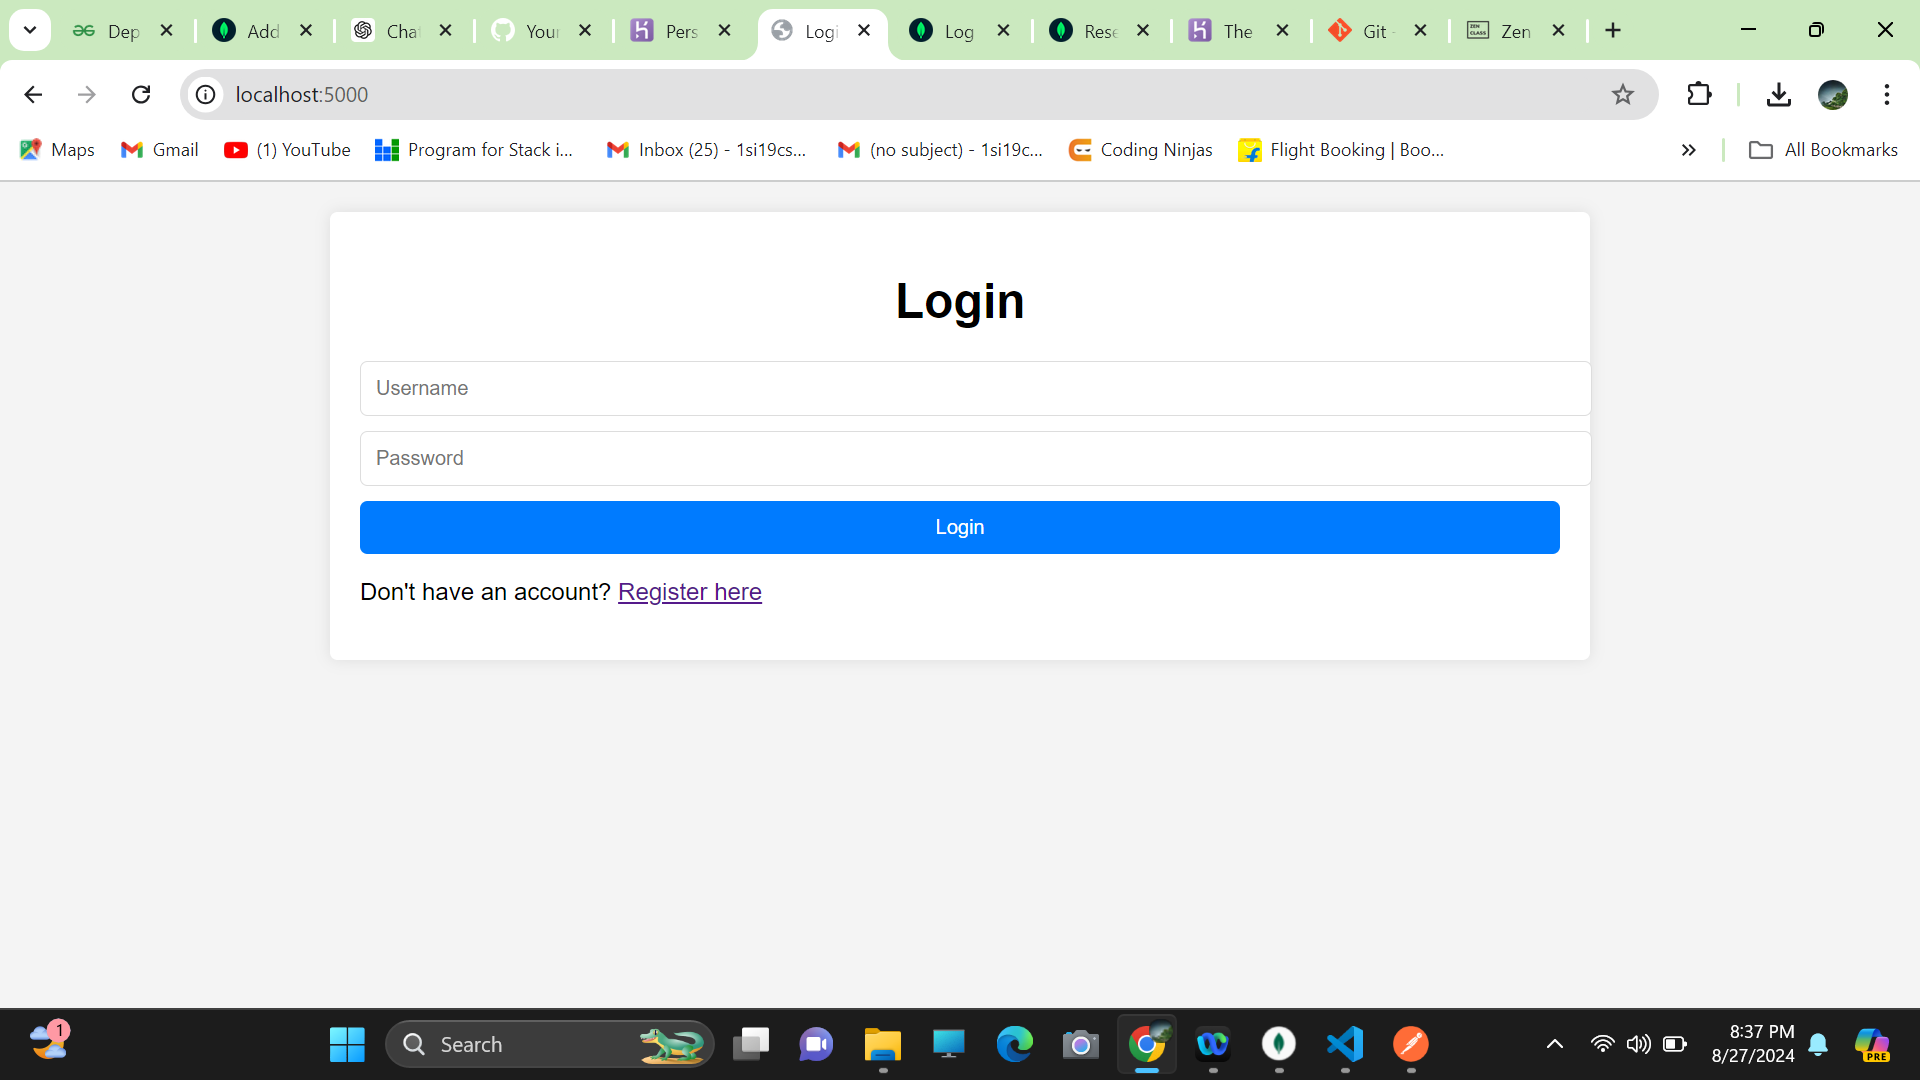 Dep
Add
Cha
You
Pers
Logi
Log
Rese
The
Git -
Zen
localhost:5000
Maps
Gmail
(1) YouTube
Program for Stack i...
Inbox (25) - 1si19cs...
(no subject) - 1si19c...
Coding Ninjas
Flight Booking | Boo...
All Bookmarks
Login
Username
Password
Login
Don't have an account? Register here
1
Search
8:37 PM
8/27/2024
PRE